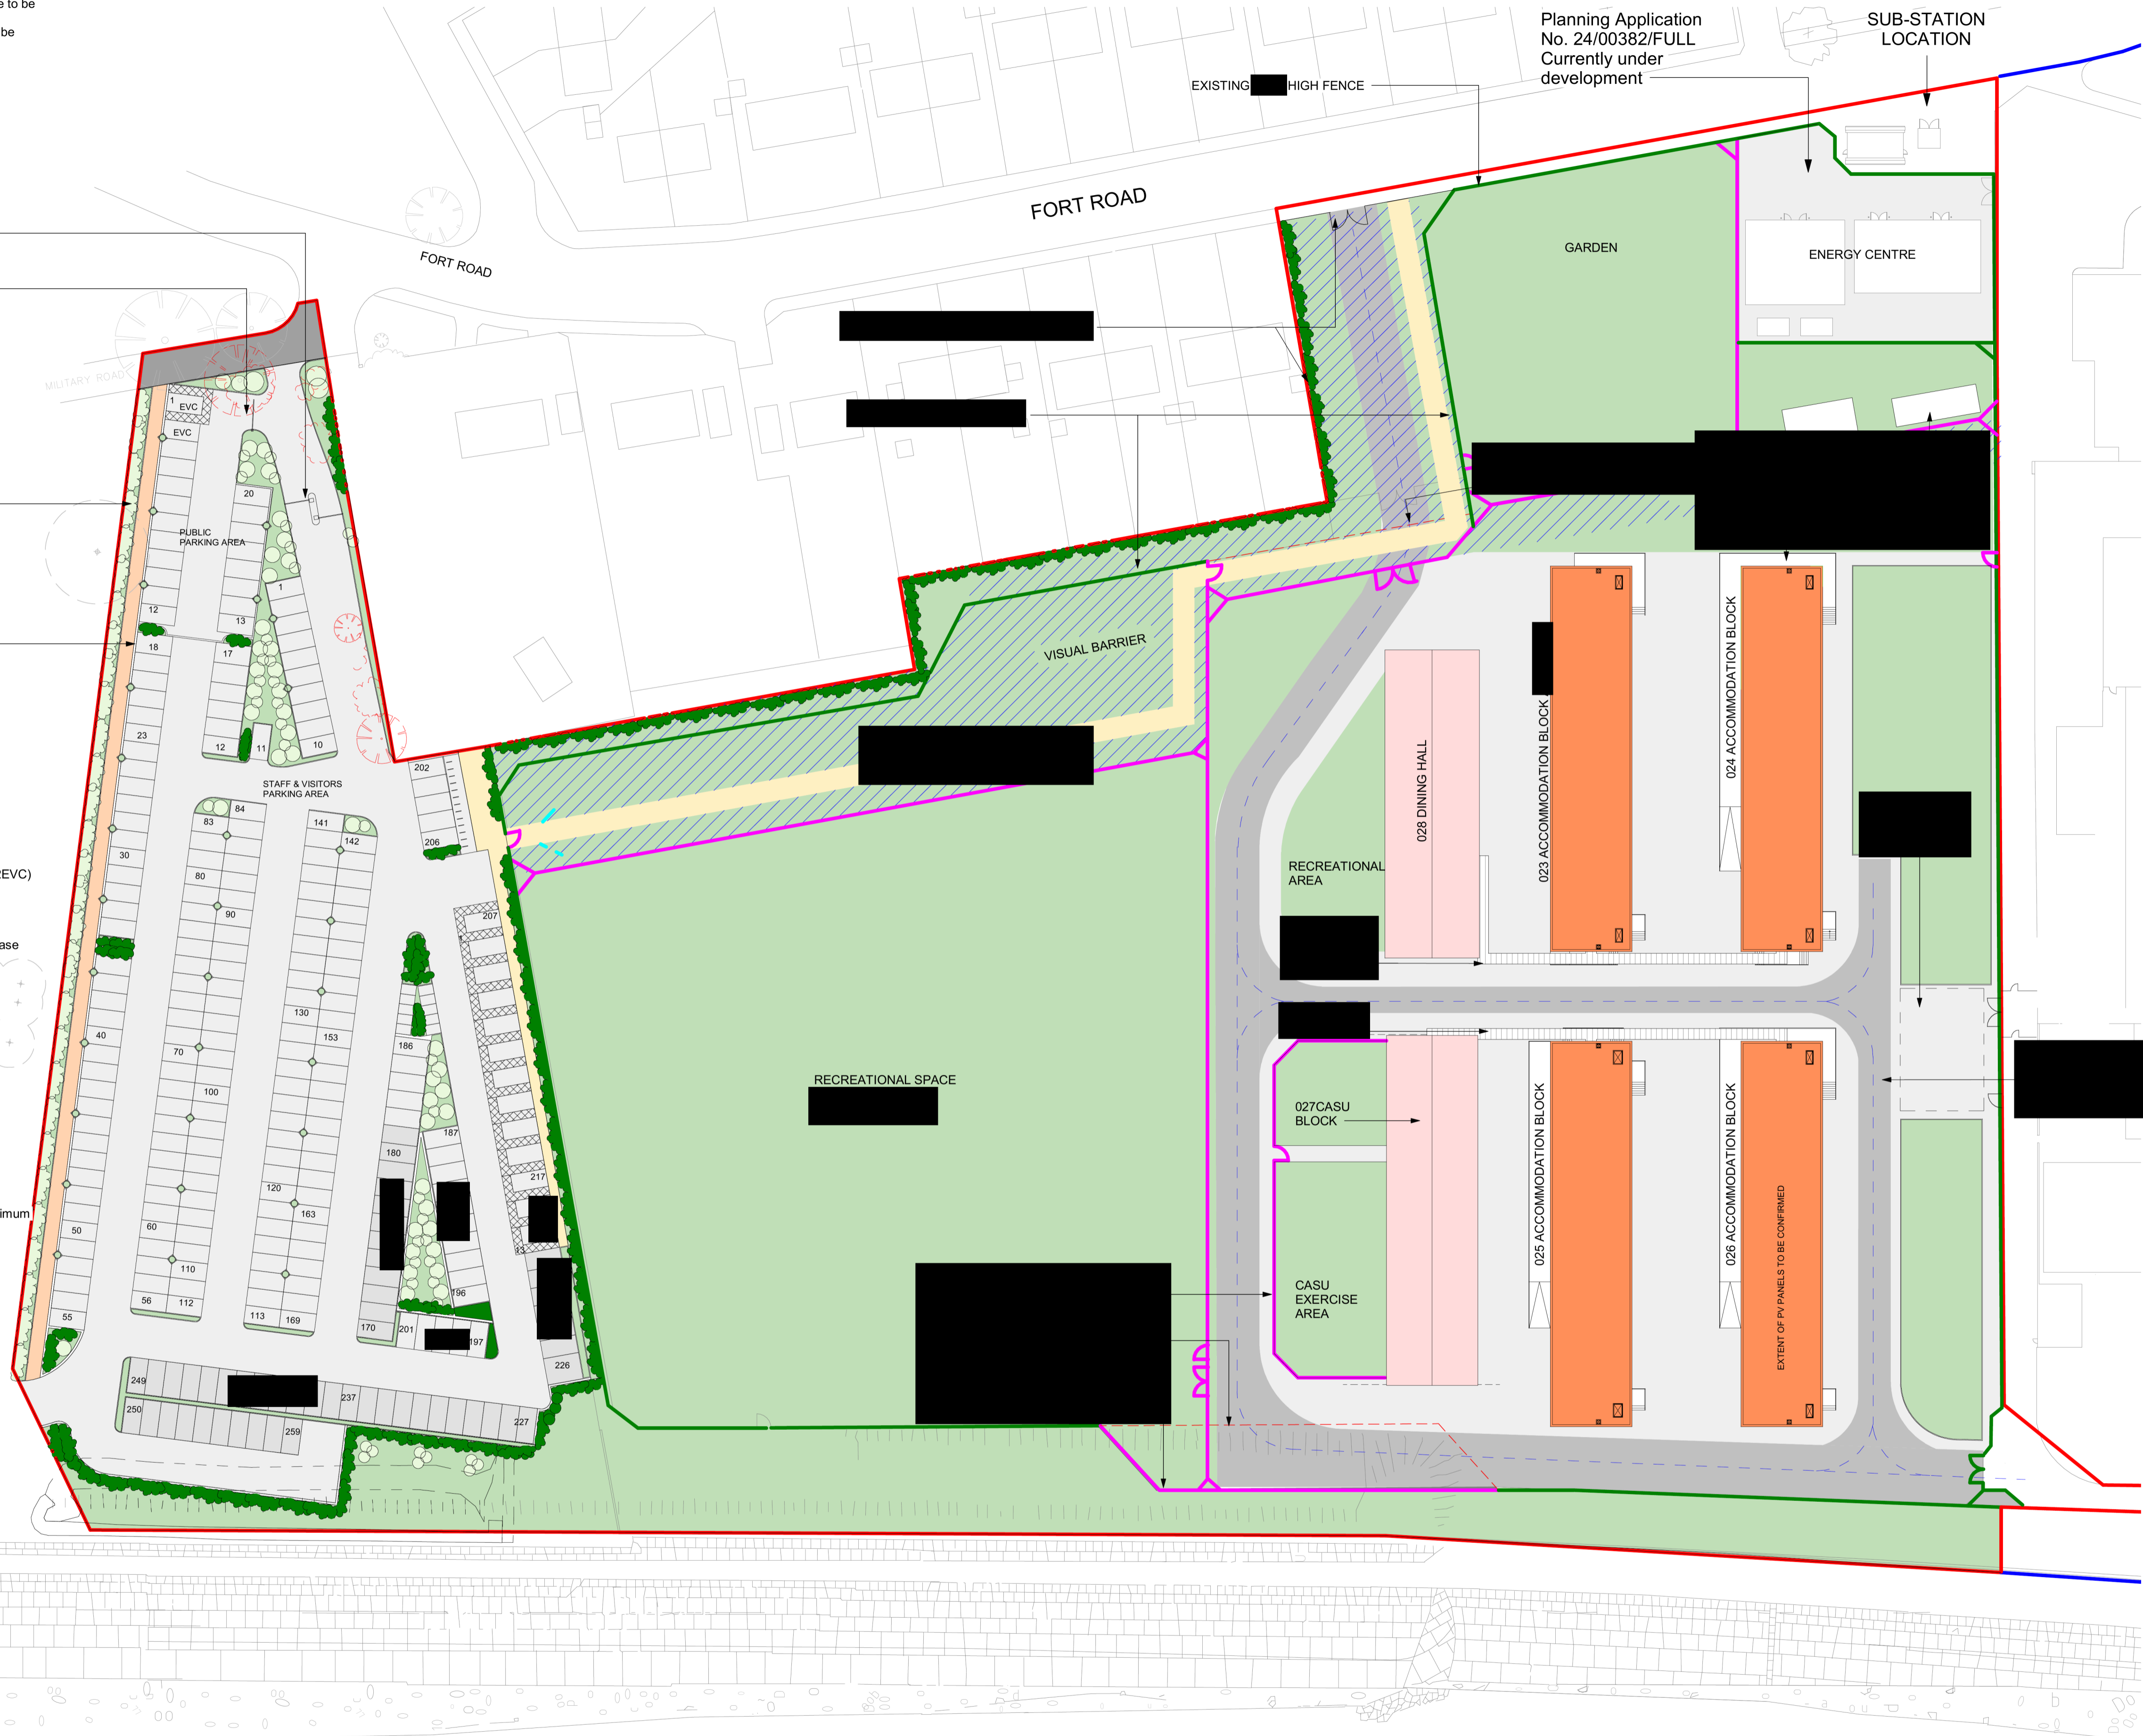 e to be
be
Planning Application
No. 24/00382/FULL
Currently under
development
SUB-STATION
LOCATION
EXISTING
HIGH FENCE
FORT ROAD
FORT ROAD
GARDEN
ENERGY CENTRE
MILITARY ROAD
1
EVC
EVC
20
PUBLIC
PARKING AREA
1
12
13
18
17
23
12
11
10
VISUAL BARRIER
202
STAFF & VISITORS
PARKING AREA
84
83
141
142
206
30
80
90
207
EVC)
ase
130
153
40
186
70
100
187
180
217
120
163
imum
50
60
13
110
196
56
112
55
113
169
170
201
197
226
249
237
250
227
259
RECREATIONAL SPACE
RECREATIONAL
AREA
028 DINING HALL
023 ACCOMMODATION BLOCK
024 ACCOMMODATION BLOCK
027CASU
BLOCK
CASU
EXERCISE
AREA
025 ACCOMMODATION BLOCK
026 ACCOMMODATION BLOCK
EXTENT OF PV PANELS TO BE CONFIRMED